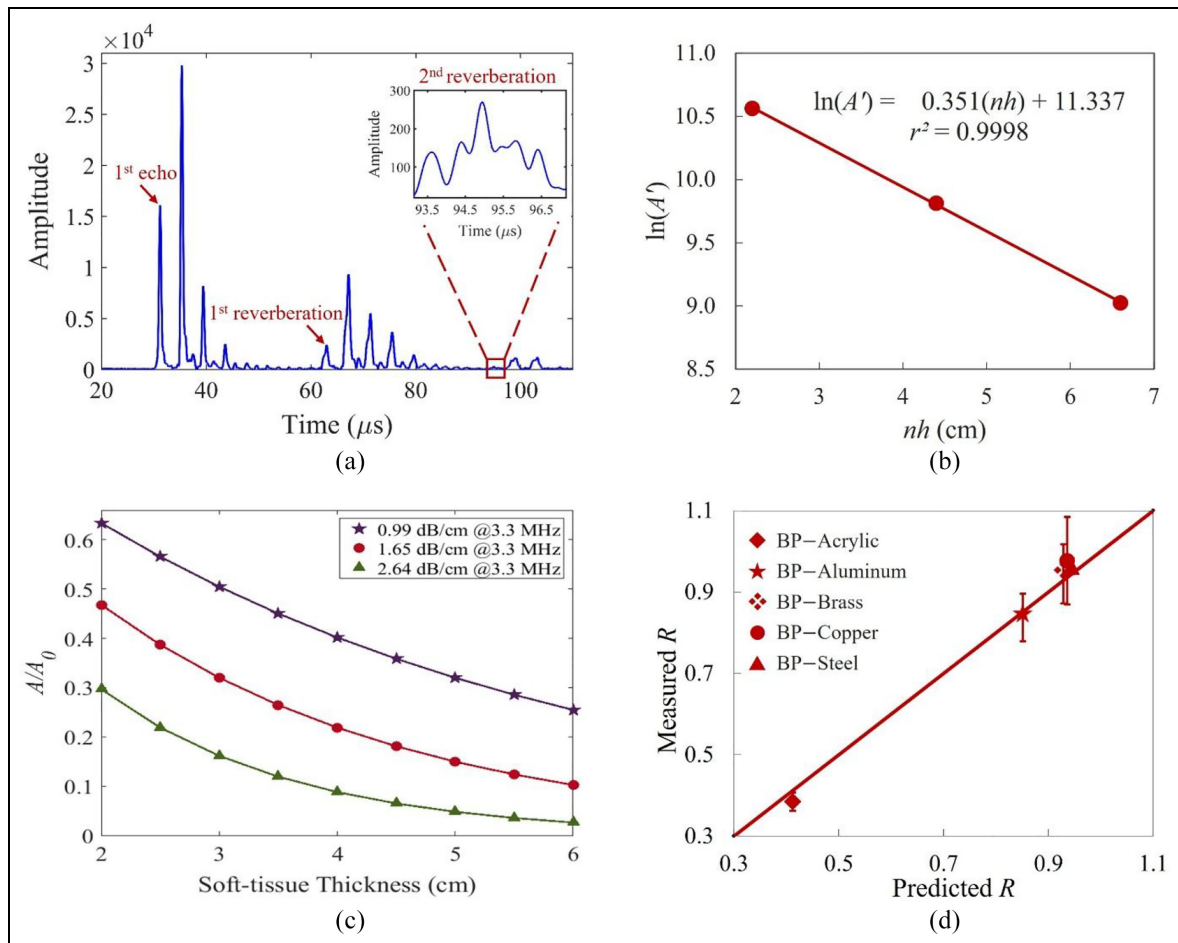 ×10⁴
3
2.5
2
1.5
1
0.5
0
20 40 60 80 100
Amplitude
Time (μs)
1st echo
1st reverberation
2nd reverberation
300
200
100
Amplitude
93.5 94.5 95.5 96.5
Time (μs)
(a)
11.0
10.5
10.0
9.5
9.0
8.5
ln(A′)
ln(A′) = 0.351(nh) + 11.337
r² = 0.9998
2 3 4 5 6 7
nh (cm)
(b)
0.6
0.5
0.4
0.3
0.2
0.1
0
A/A₀
0.99 dB/cm @3.3 MHz
1.65 dB/cm @3.3 MHz
2.64 dB/cm @3.3 MHz
2 3 4 5 6
Soft-tissue Thickness (cm)
(c)
1.1
0.9
0.7
0.5
0.3
Measured R
BP−Acrylic
BP−Aluminum
BP−Brass
BP−Copper
BP−Steel
0.3 0.5 0.7 0.9 1.1
Predicted R
(d)